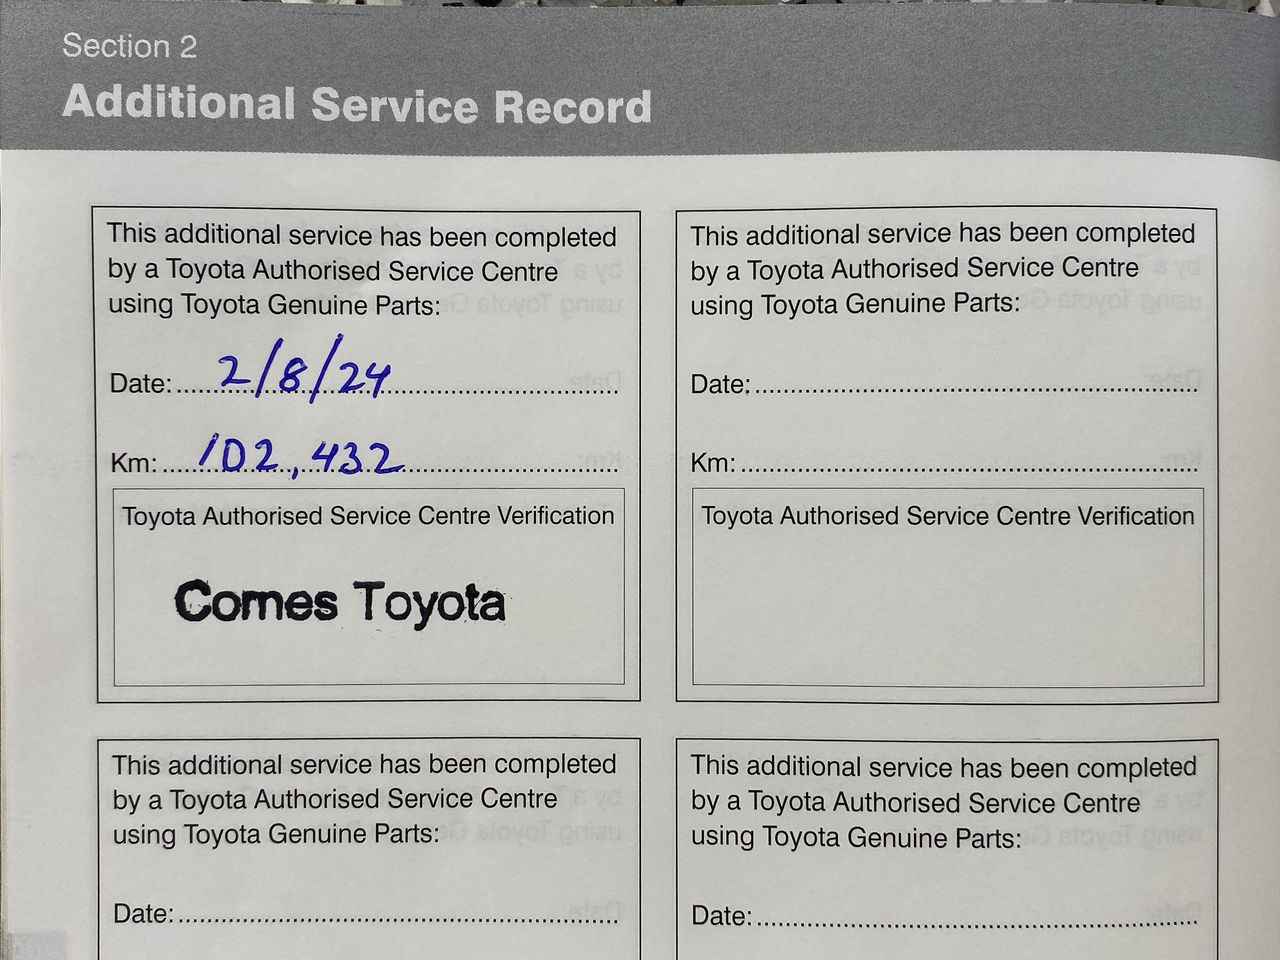 Section 2
Additional Service Record
This additional service has been completed
by a Toyota Authorised Service Centre
using Toyota Genuine Parts:
Date: 2/8/24
Km: 102,432
Toyota Authorised Service Centre Verification
Comes Toyota
This additional service has been completed
by a Toyota Authorised Service Centre
using Toyota Genuine Parts:
Date:
Km:
Toyota Authorised Service Centre Verification
This additional service has been completed
by a Toyota Authorised Service Centre
using Toyota Genuine Parts:
Date:
This additional service has been completed
by a Toyota Authorised Service Centre
using Toyota Genuine Parts:
Date: